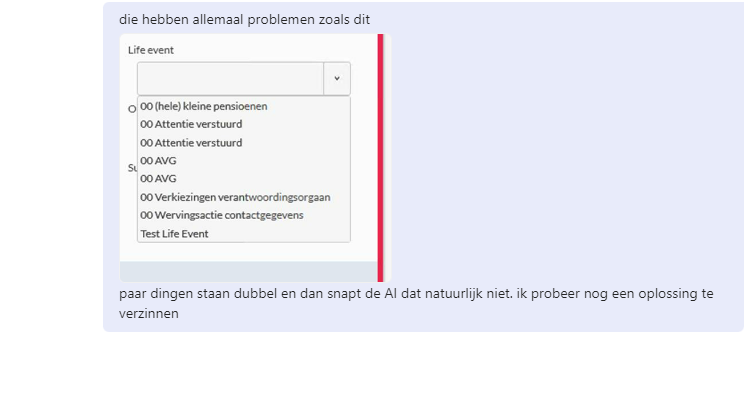 die hebben allemaal problemen zoals dit
Life event
00 (hele) kleine pensioenen
00 Attentie verstuurd
00 Attentie verstuurd
00 AVG
00 AVG
00 Verkiezingen verantwoordingsorgaan
00 Wervingsactie contactgegevens
Test Life Event
paar dingen staan dubbel en dan snapt de AI dat natuurlijk niet. ik probeer nog een oplossing te
verzinnen